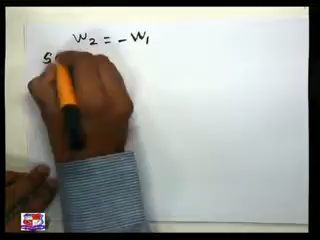 W₂ = - W₁
S